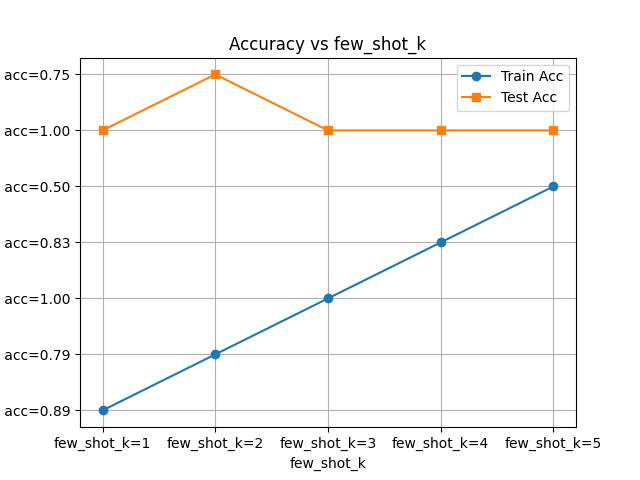 Accuracy vs few_shot_k
Train Acc
Test Acc
acc=0.75
acc=1.00
acc=0.50
acc=0.83
acc=1.00
acc=0.79
acc=0.89
few_shot_k=1 few_shot_k=2 few_shot_k=3 few_shot_k=4 few_shot_k=5
few_shot_k